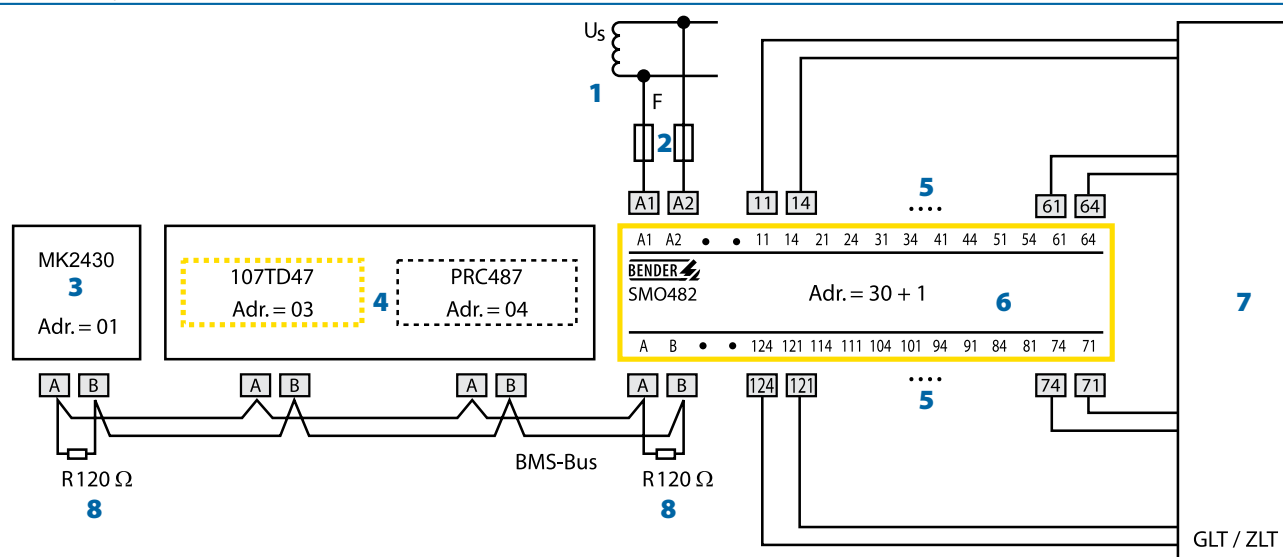 Us
1
F
2
A1 A2 11 14 5 61 64
....
A1 A2 • • 11 14 21 24 31 34 41 44 51 54 61 64
BENDER
SMO482
Adr. = 30 + 1
6
7
MK2430
3
Adr. = 01
107TD47
Adr. = 03
4
PRC487
Adr. = 04
A B • • 124 121 114 111 104 101 94 91 84 81 74 71
A B A B A B A B 124 121 .... 74 71
5
BMS-Bus
R120 Ω
8
R120 Ω
8
GLT / ZLT